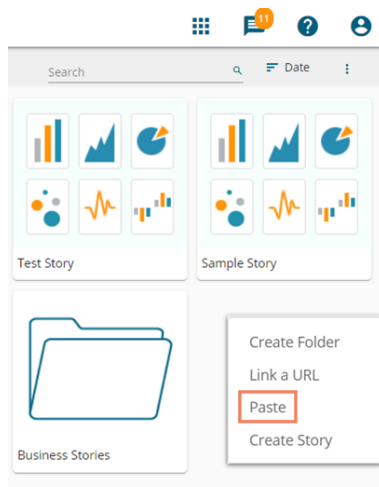 11
Search
Date
Test Story
Sample Story
Create Folder
Link a URL
Paste
Create Story
Business Stories